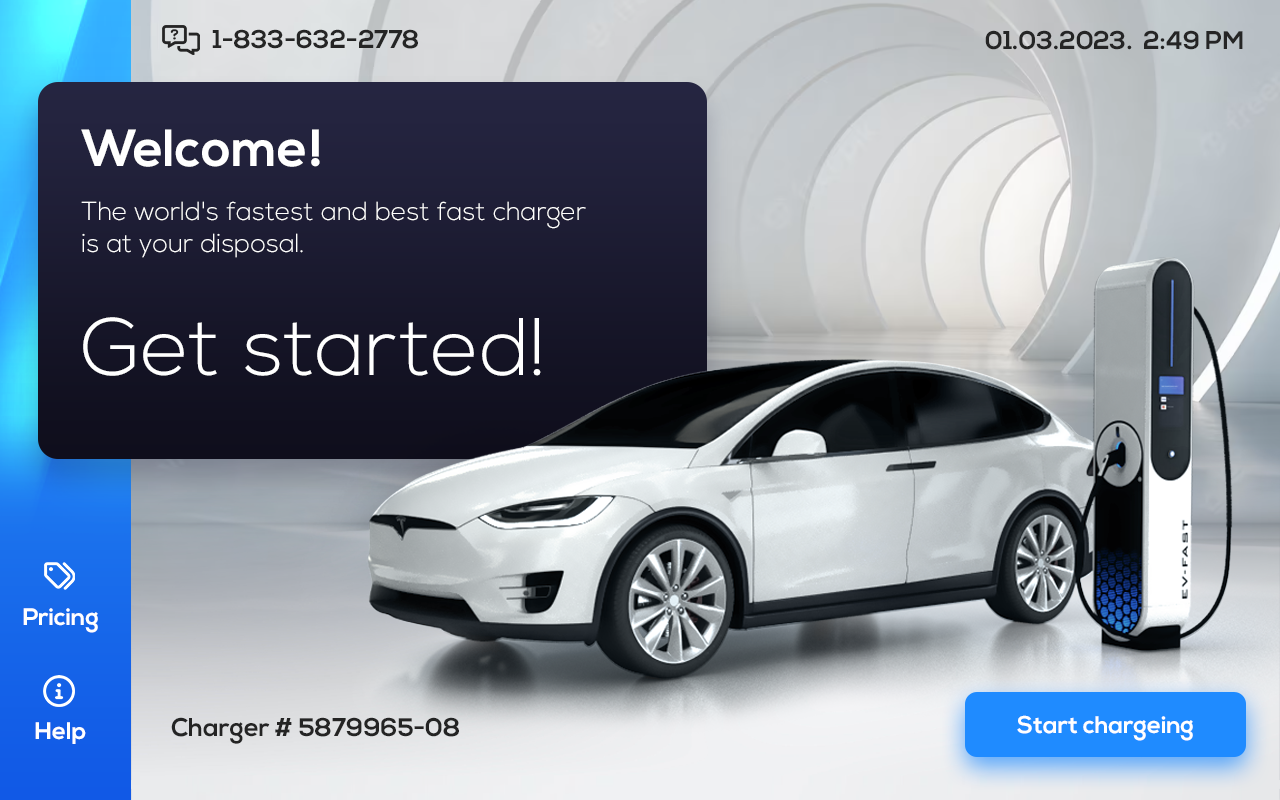 1-833-632-2778
01.03.2023. 2:49 PM
Welcome!
The world's fastest and best fast charger
is at your disposal.
Get started!
EV-FAST
Pricing
Help
Charger # 5879965-08
Start chargeing